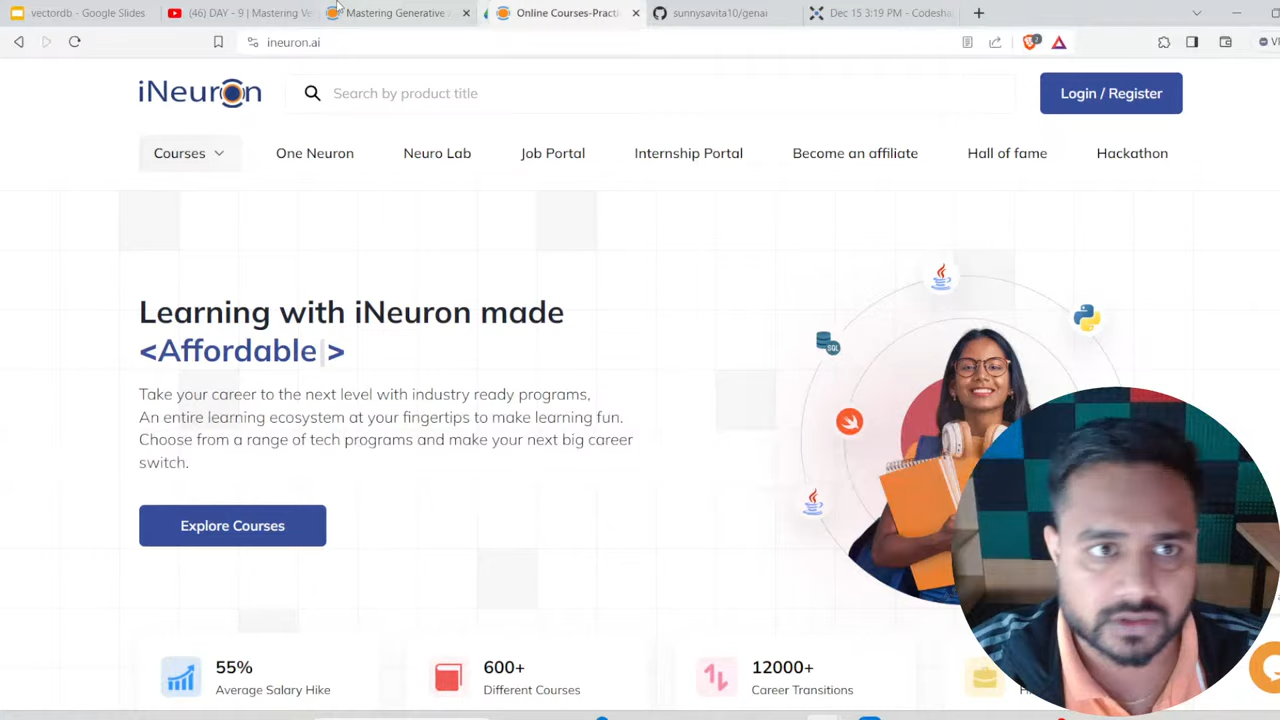 vectordb - Google Slides
(46) DAY - 9 | Mastering Ve
Mastering Generative
Online Courses-Practi
sunnysavita10/genai
Dec 15 3:19 PM - Codesha
ineuron.ai
2
VP
iNeuron
Search by product title
Login / Register
Courses
One Neuron
Neuro Lab
Job Portal
Internship Portal
Become an affiliate
Hall of fame
Hackathon
Learning with iNeuron made
<Affordable|>
Take your career to the next level with industry ready programs,
An entire learning ecosystem at your fingertips to make learning fun.
Choose from a range of tech programs and make your next big career
switch.
Explore Courses
SQL
55%
Average Salary Hike
600+
Different Courses
12000+
Career Transitions